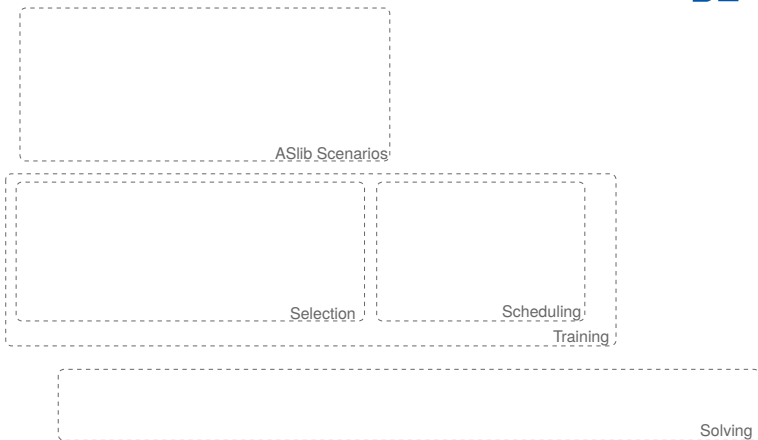 ASlib Scenarios
Selection
Scheduling
Training
Solving